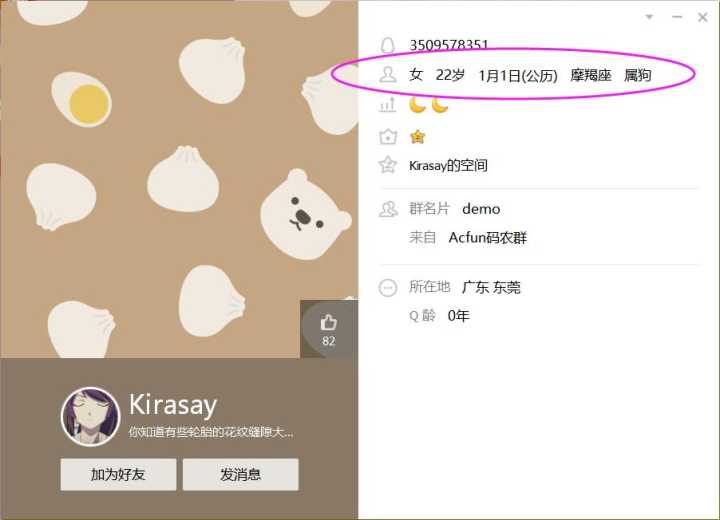 3509578351
女 22岁 1月1日(公历) 摩羯座 属狗
Kirasay的空间
群名片 demo
来自 Acfun码农群
所在地 广东 东莞
Q 龄 0年
82
Kirasay
你知道有些轮胎的花纹缝隙大...
加为好友 发消息